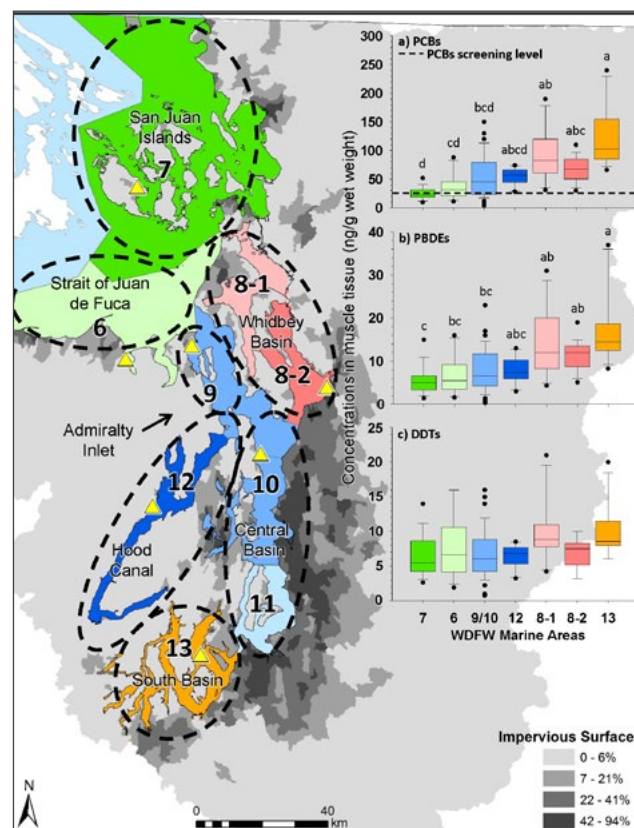 San Juan
Islands
7
Strait of Juan
de Fuca
6
8-1
Whidbey
Basin
8-2
9
Admiralty
Inlet
12
10
Hood
Canal
Central
Basin
11
13
South Basin
N
0 40
km
Concentrations in muscle tissue (ng/g wet weight)
a) PCBs
PCBs screening level
300
250
200
150
100
50
0
d cd bcd abcd ab abc a
b) PBDEs
40
30
20
10
0
c bc bc abc ab ab a
c) DDTs
25
20
15
10
5
0
7 6 9/10 12 8-1 8-2 13
WDFW Marine Areas
Impervious Surface
0 - 6%
7 - 21%
22 - 41%
42 - 94%